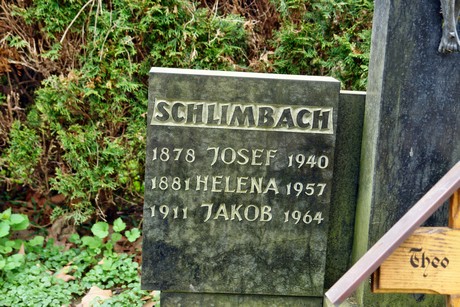 SCHLIMBACH
1878 JOSEF 1940
1881 HELENA 1957
1911 JAKOB 1964
Theo